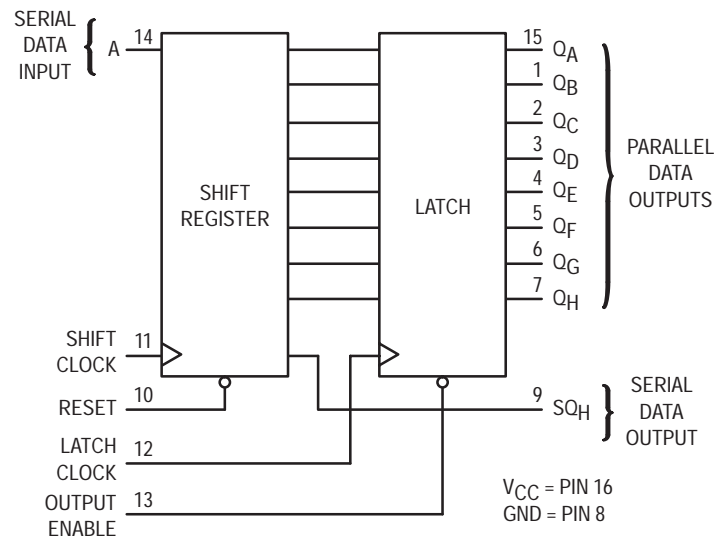 SERIAL
DATA
INPUT
A
14
SHIFT
REGISTER
LATCH
15
QA
1
QB
2
QC
3
QD
4
QE
5
QF
6
QG
7
QH
PARALLEL
DATA
OUTPUTS
SHIFT
CLOCK
11
RESET
10
LATCH
CLOCK
12
OUTPUT
ENABLE
13
9
SQH
SERIAL
DATA
OUTPUT
VCC = PIN 16
GND = PIN 8